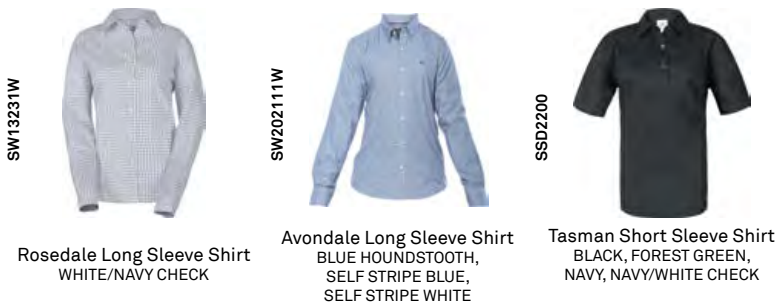 SW13231W
Rosedale Long Sleeve Shirt
WHITE/NAVY CHECK
SW202111W
Avondale Long Sleeve Shirt
BLUE HOUNDSTOOTH,
SELF STRIPE BLUE,
SELF STRIPE WHITE
SSD2200
Tasman Short Sleeve Shirt
BLACK, FOREST GREEN,
NAVY, NAVY/WHITE CHECK